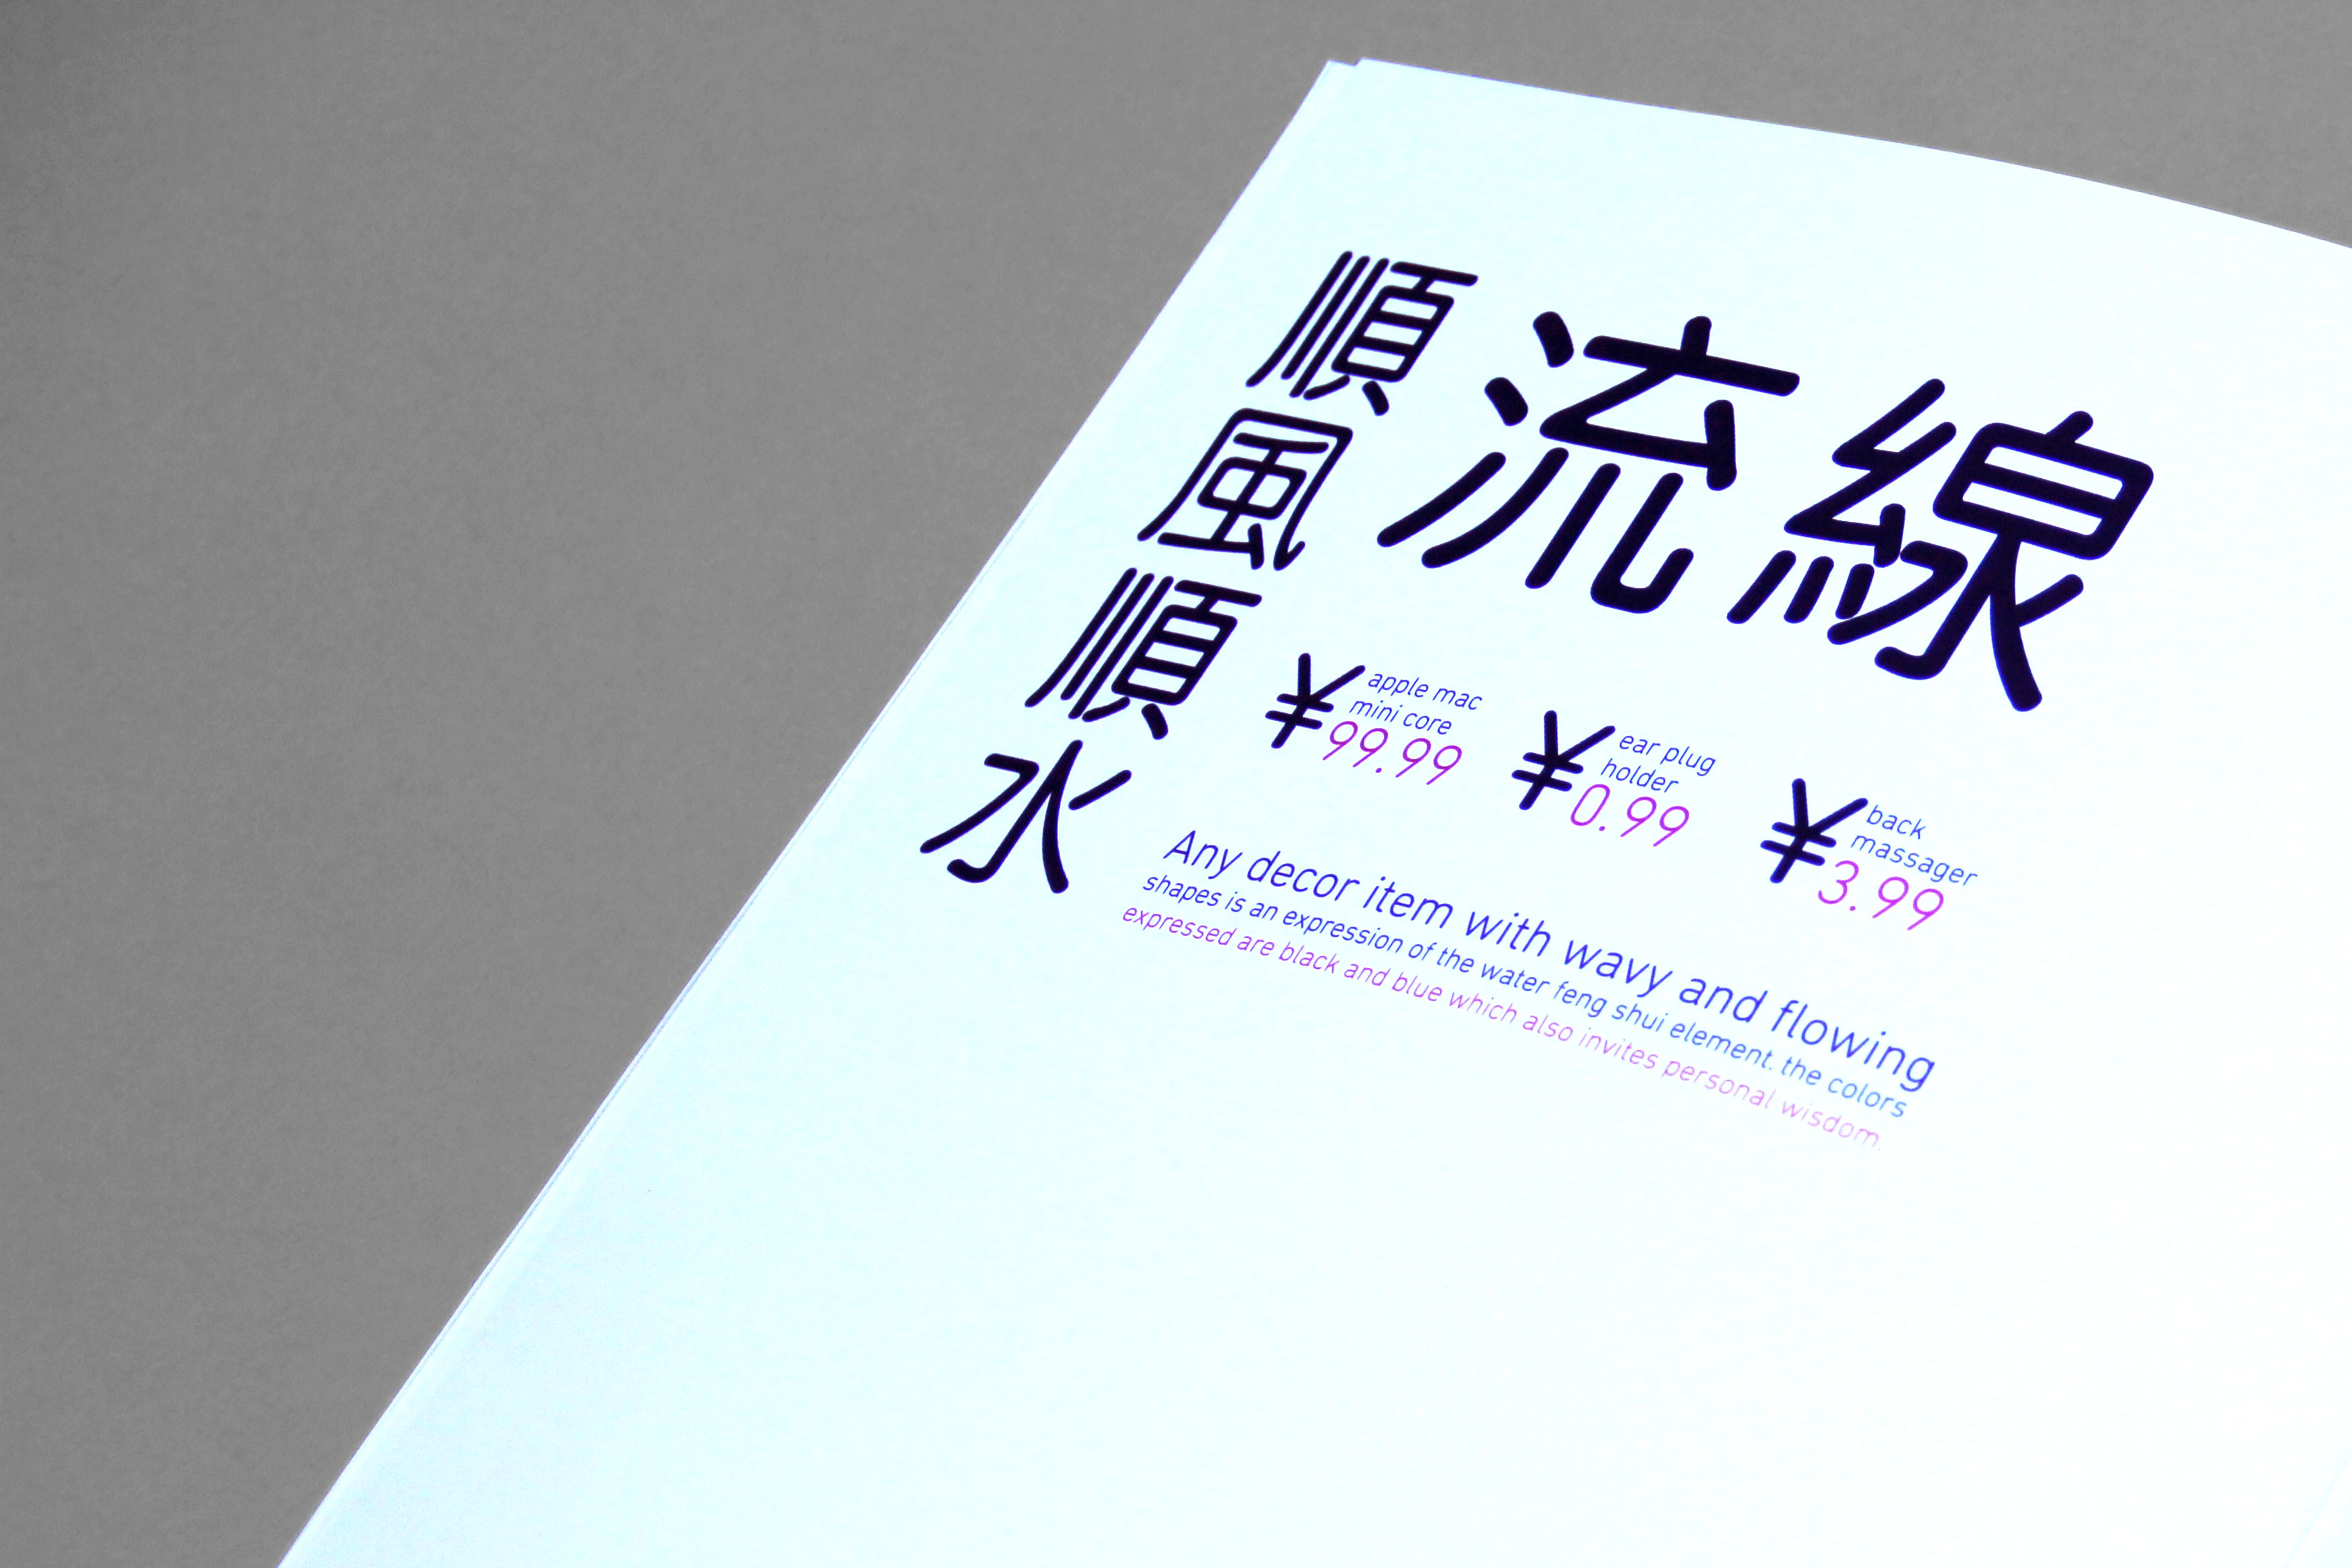 順風順水
流線
¥ apple mac
mini core
99.99
¥ ear plug
holder
0.99
¥ back
massager
3.99
Any decor item with wavy and flowing
shapes is an expression of the water feng shui element. the colors
expressed are black and blue which also invites personal wisdom.